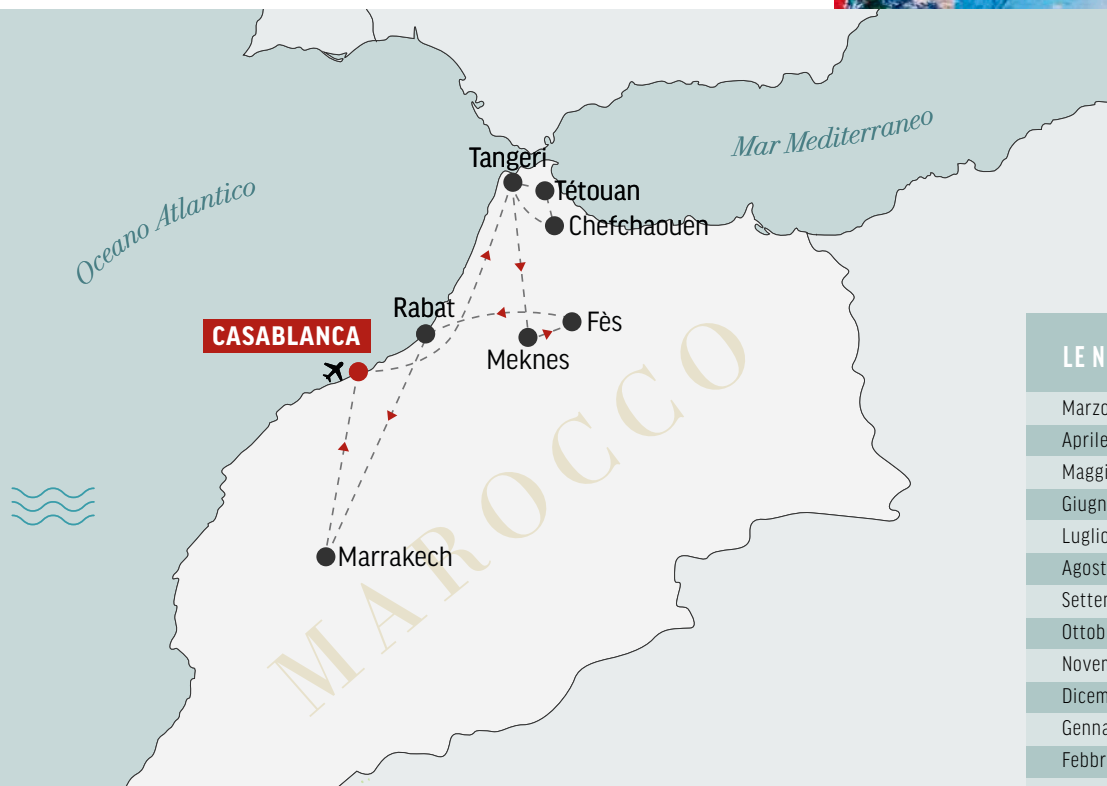 Mar Mediterraneo
Tangeri
Tétouan
Oceano Atlantico
Chefchaouen
Rabat
Fès
CASABLANCA
Meknes
MAROCCO
Marrakech
LE N
Marzo
Aprile
Maggi
Giugn
Luglio
Agost
Setter
Ottob
Noven
Dicem
Genna
Febbr